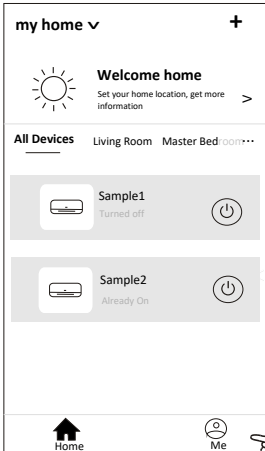 my home
Welcome home
Set your home location, get more
information
All Devices Living Room Master Bedroom...
Sample1
Turned off
Sample2
Already On
Home Me